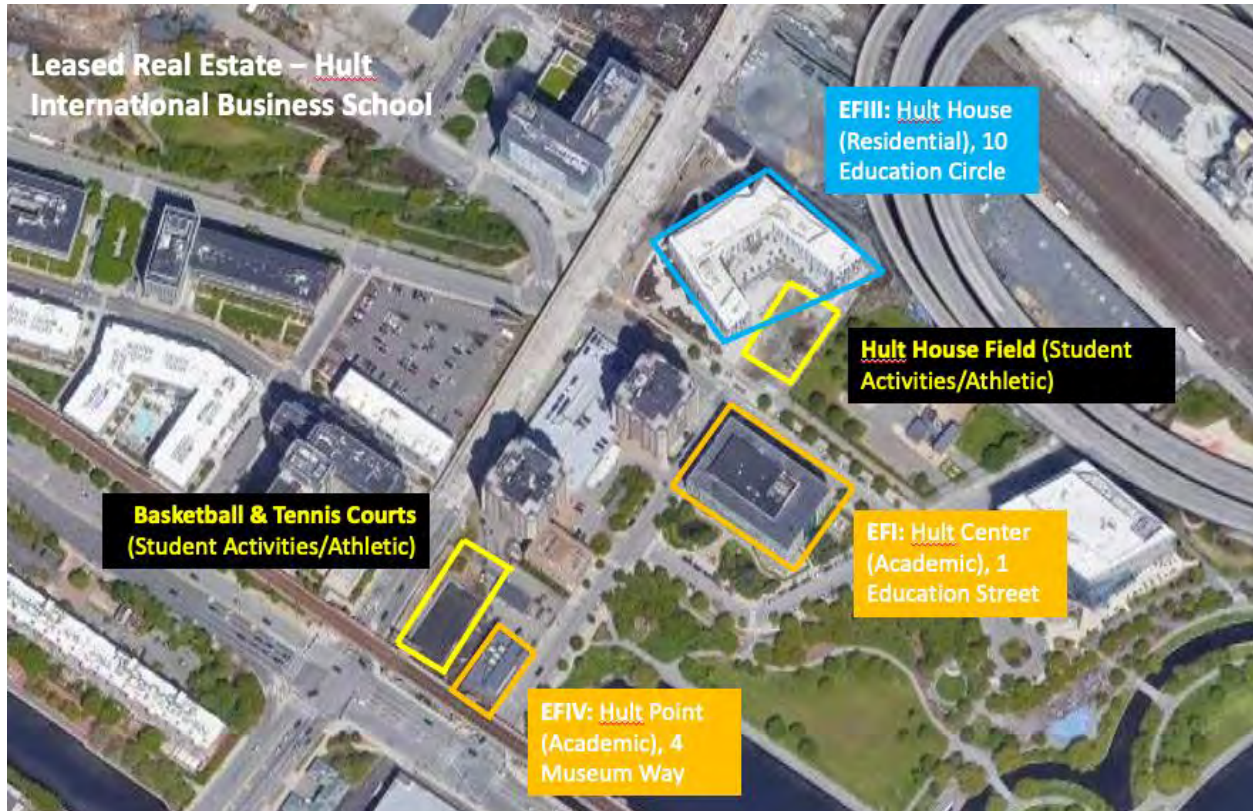 Leased Real Estate – Hult
International Business School
EFIII: Hult House
(Residential), 10
Education Circle
Hult House Field (Student
Activities/Athletic)
Basketball & Tennis Courts
(Student Activities/Athletic)
EFI: Hult Center
(Academic), 1
Education Street
EFIV: Hult Point
(Academic), 4
Museum Way